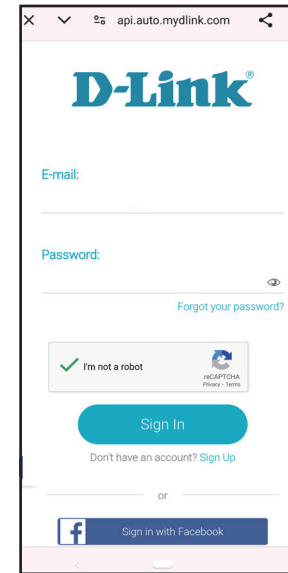 api.auto.mydlink.com
D-Link®
E-mail:
Password:
Forgot your password?
I'm not a robot
reCAPTCHA
Privacy - Terms
Sign In
Don't have an account? Sign Up
or
f Sign in with Facebook